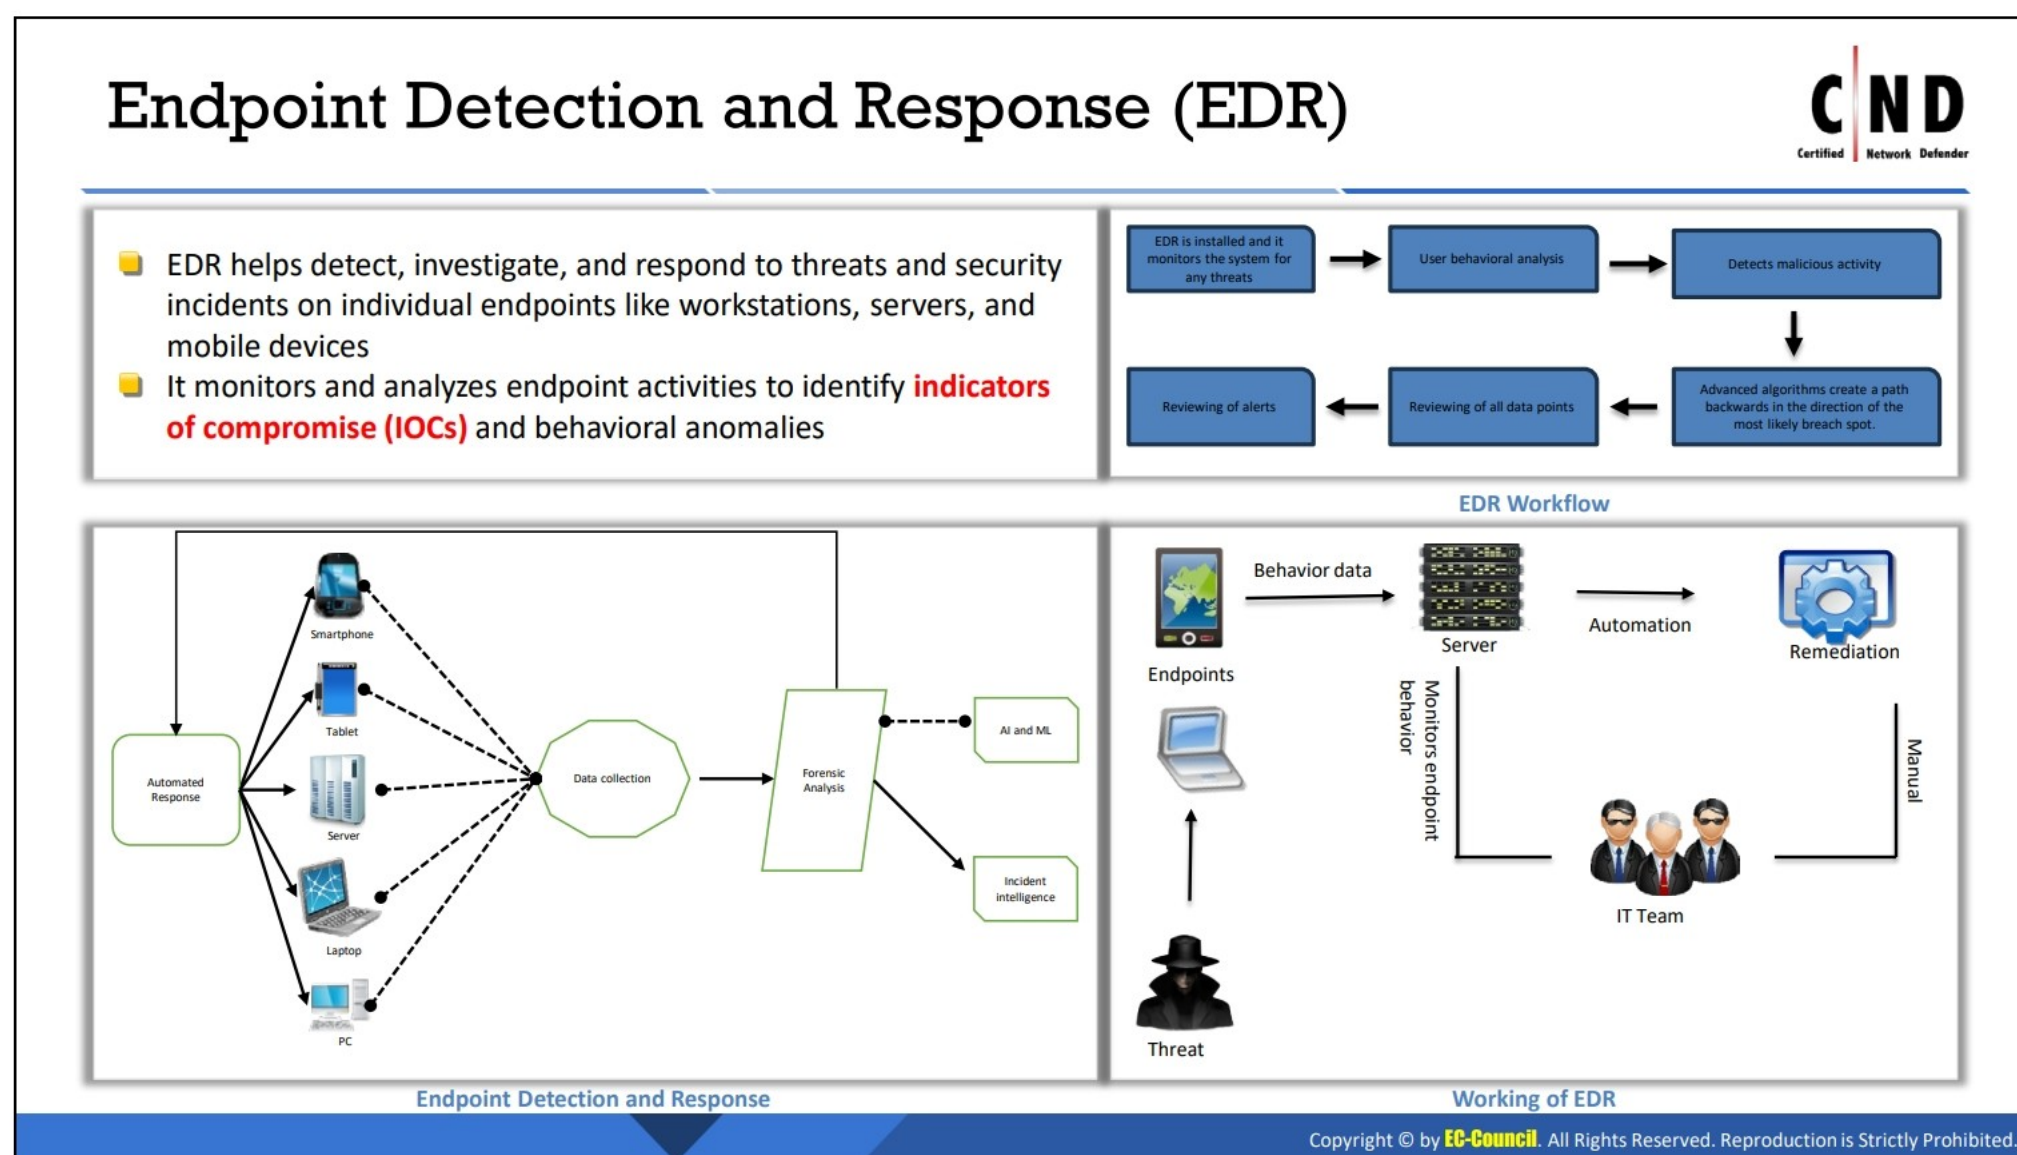 Endpoint Detection and Response (EDR)
C ND
Certified Network Defender
EDR helps detect, investigate, and respond to threats and security
incidents on individual endpoints like workstations, servers, and
mobile devices
It monitors and analyzes endpoint activities to identify indicators
of compromise (IOCs) and behavioral anomalies
EDR is installed and it
monitors the system for
any threats
User behavioral analysis
Detects malicious activity
Advanced algorithms create a path
backwards in the direction of the
most likely breach spot.
Reviewing of all data points
Reviewing of alerts
EDR Workflow
Automated
Response
Smartphone
Tablet
Server
Laptop
PC
Data collection
Forensic
Analysis
AI and ML
Incident
intelligence
Endpoint Detection and Response
Endpoints
Behavior data
Server
Automation
Remediation
Monitors endpoint
behavior
Manual
IT Team
Threat
Working of EDR
Copyright © by EC-Council. All Rights Reserved. Reproduction is Strictly Prohibited.